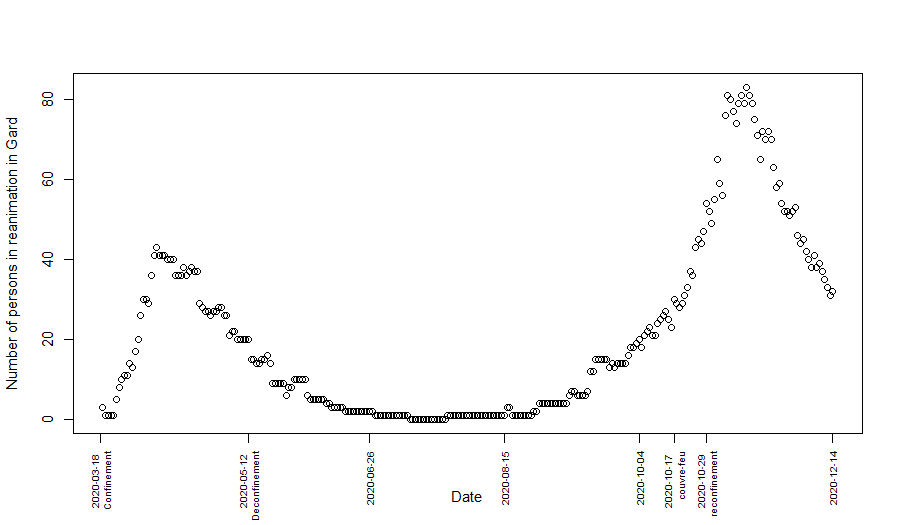 Number of persons in reanimation in Gard
80
60
40
20
0
2020-03-18
Confinement
2020-05-12
Deconfinement
2020-06-26
2020-08-15
2020-10-04
2020-10-17
couvre-feu
2020-10-29
reconfinement
2020-12-14
Date